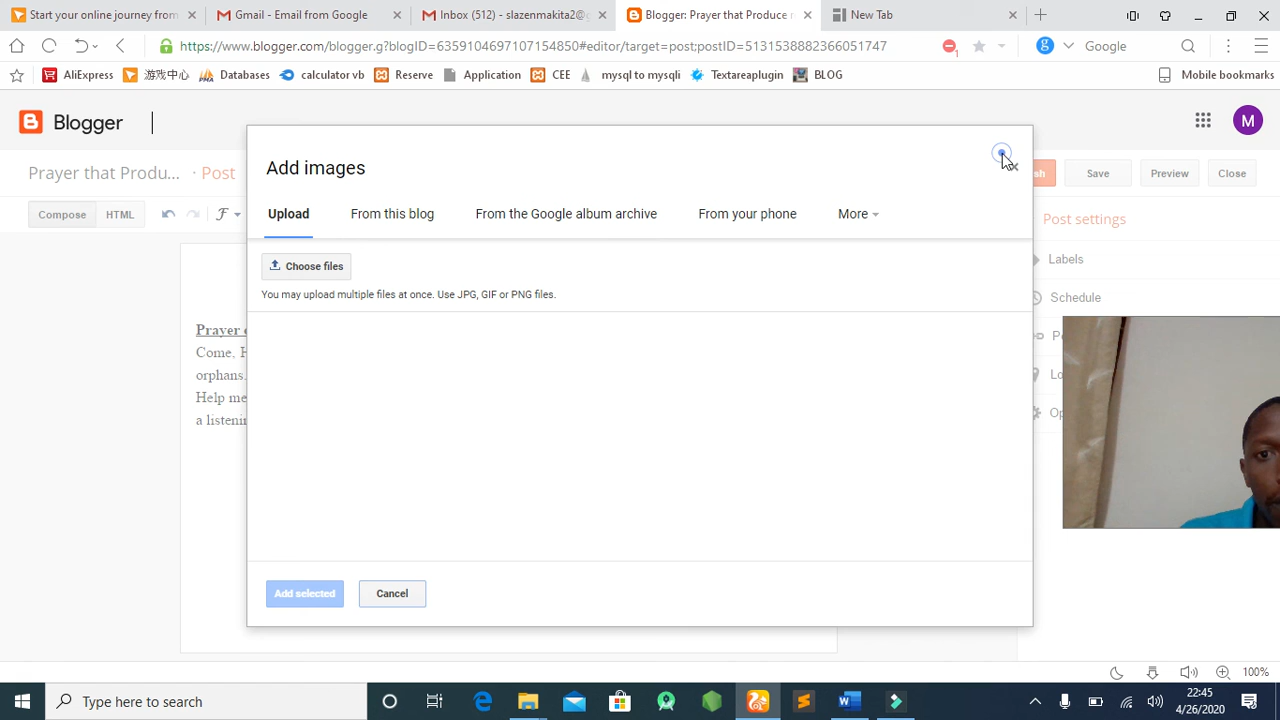 Start your online journey from
Gmail - Email from Google
Inbox (512) - slazenmakita2@g
Blogger: Prayer that Produce r
New Tab
https://www.blogger.com/blogger.g?blogID=6359104697107154850#editor/target=post;postID=5131538882366051747
1
Google
AliExpress
游戏中心
Databases
calculator vb
Reserve
Application
CEE
mysql to mysqli
Textareaplugin
BLOG
Mobile bookmarks
Blogger
M
Prayer that Produ... · Post
sh
Save
Preview
Close
Compose
HTML
Add images
Upload
From this blog
From the Google album archive
From your phone
More
Choose files
You may upload multiple files at once. Use JPG, GIF or PNG files.
Add selected
Cancel
Prayer
Come,
orphans.
Help me
a
Post settings
Labels
Schedule
100%
Type here to search
22:45
4/26/2020